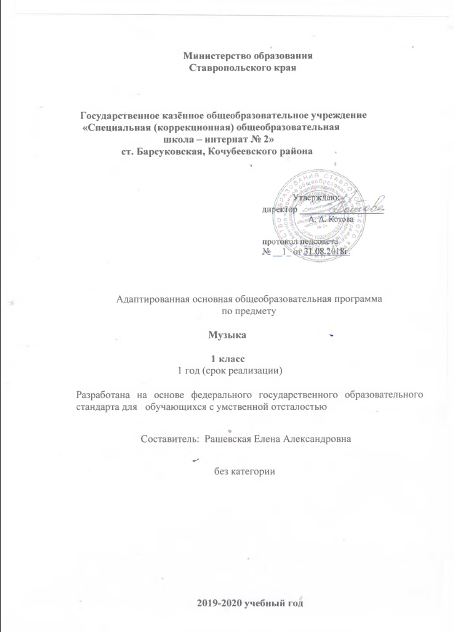 Министерство образования
Ставропольского края
Государственное казённое общеобразовательное учреждение
«Специальная (коррекционная) общеобразовательная
школа – интернат № 2»
ст. Барсуковская, Кочубеевского района
Утверждаю:
директор
А. А. Котова
протокол педсовета
№ 1 от 31.08.2018г.
Адаптированная основная общеобразовательная программа
по предмету
Музыка
1 класс
1 год (срок реализации)
Разработана на основе федерального государственного образовательного
стандарта для обучающихся с умственной отсталостью
Составитель: Рашевская Елена Александровна
без категории
2019-2020 учебный год